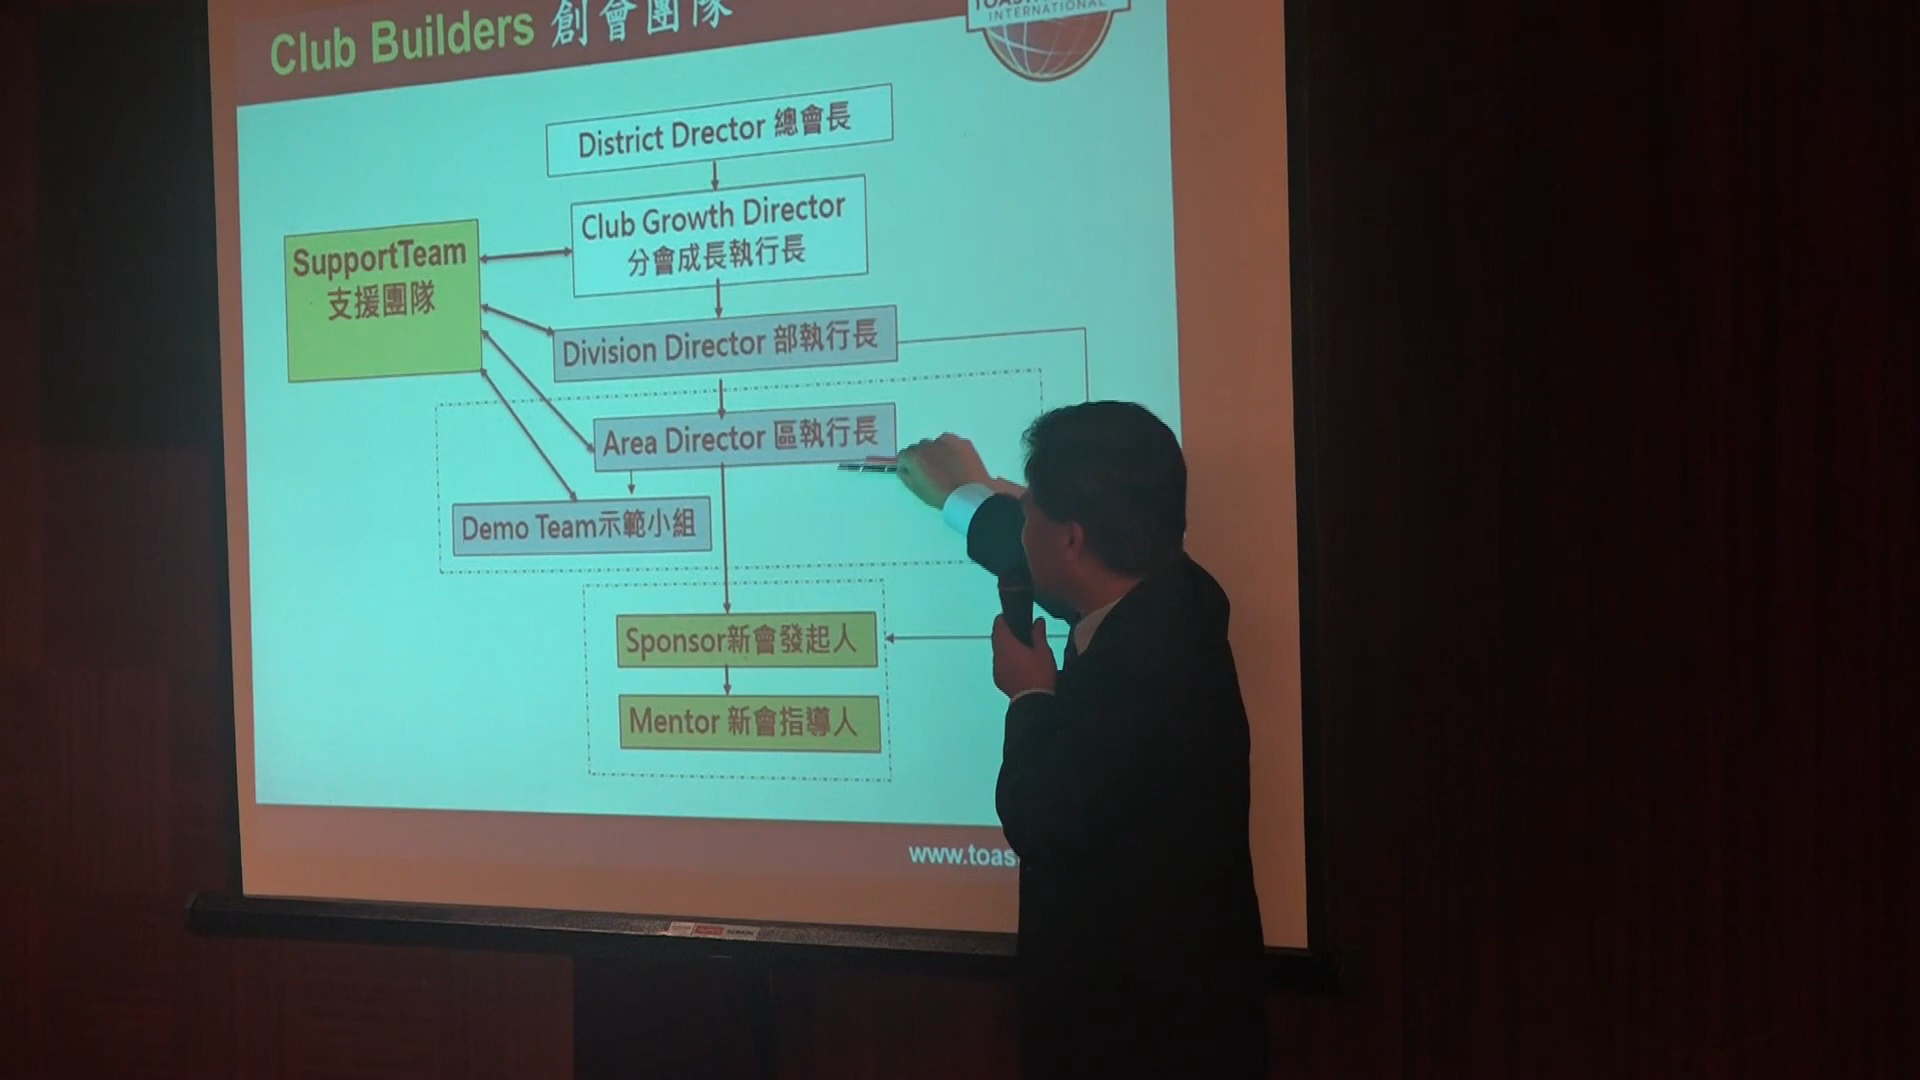 Club Builders 創會團隊
INTERNATIONAL
District Drector 總會長
Club Growth Director
分會成長執行長
SupportTeam
支援團隊
Division Director 部執行長
Area Director 區執行長
Demo Team示範小組
Sponsor新會發起人
Mentor 新會指導人
www.toas